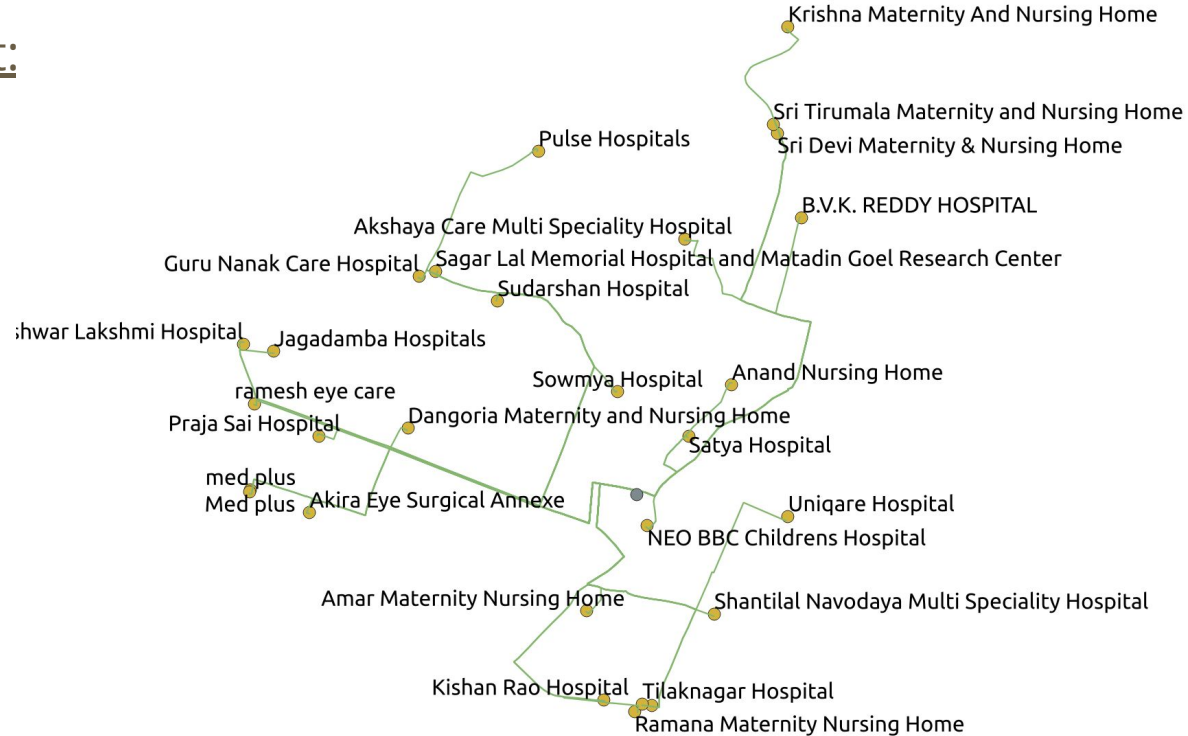 Krishna Maternity And Nursing Home
t:
Sri Tirumala Maternity and Nursing Home
Pulse Hospitals
Sri Devi Maternity & Nursing Home
B.V.K. REDDY HOSPITAL
Akshaya Care Multi Speciality Hospital
Guru Nanak Care Hospital
Sagar Lal Memorial Hospital and Matadin Goel Research Center
Sudarshan Hospital
shwar Lakshmi Hospital
Jagadamba Hospitals
Sowmya Hospital
Anand Nursing Home
ramesh eye care
Dangoria Maternity and Nursing Home
Praja Sai Hospital
Satya Hospital
med plus
Med plus
Akira Eye Surgical Annexe
Uniqare Hospital
NEO BBC Childrens Hospital
Amar Maternity Nursing Home
Shantilal Navodaya Multi Speciality Hospital
Kishan Rao Hospital
Tilaknagar Hospital
Ramana Maternity Nursing Home